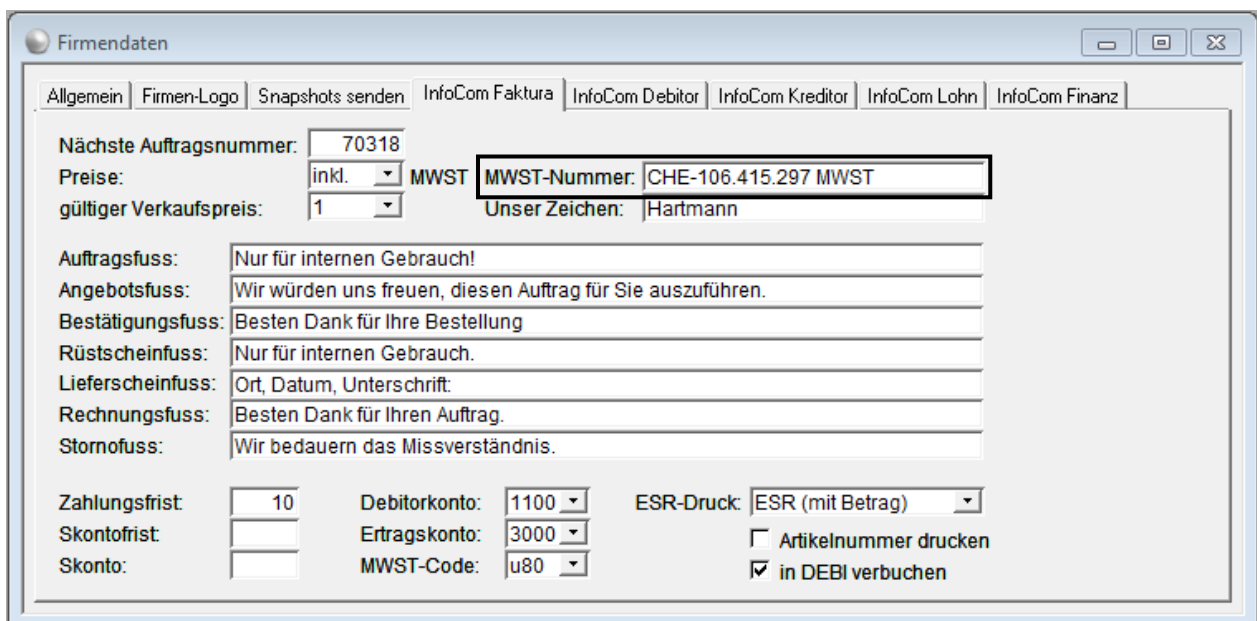 Firmendaten
Allgemein Firmen-Logo Snapshots senden InfoCom Faktura InfoCom Debitor InfoCom Kreditor InfoCom Lohn InfoCom Finanz
Nächste Auftragsnummer: 70318
Preise: inkl. MWST MWST-Nummer: CHE-106.415.297 MWST
gültiger Verkaufspreis: 1 Unser Zeichen: Hartmann
Auftragsfuss: Nur für internen Gebrauch!
Angebotsfuss: Wir würden uns freuen, diesen Auftrag für Sie auszuführen.
Bestätigungsfuss: Besten Dank für Ihre Bestellung
Rüstscheinfuss: Nur für internen Gebrauch.
Lieferscheinfuss: Ort, Datum, Unterschrift:
Rechnungsfuss: Besten Dank für Ihren Auftrag.
Stornofuss: Wir bedauern das Missverständnis.
Zahlungsfrist: 10 Debitorkonto: 1100 ESR-Druck: ESR (mit Betrag)
Skontofrist: Ertragskonto: 3000 Artikelnummer drucken
Skonto: MWST-Code: u80 in DEBI verbuchen